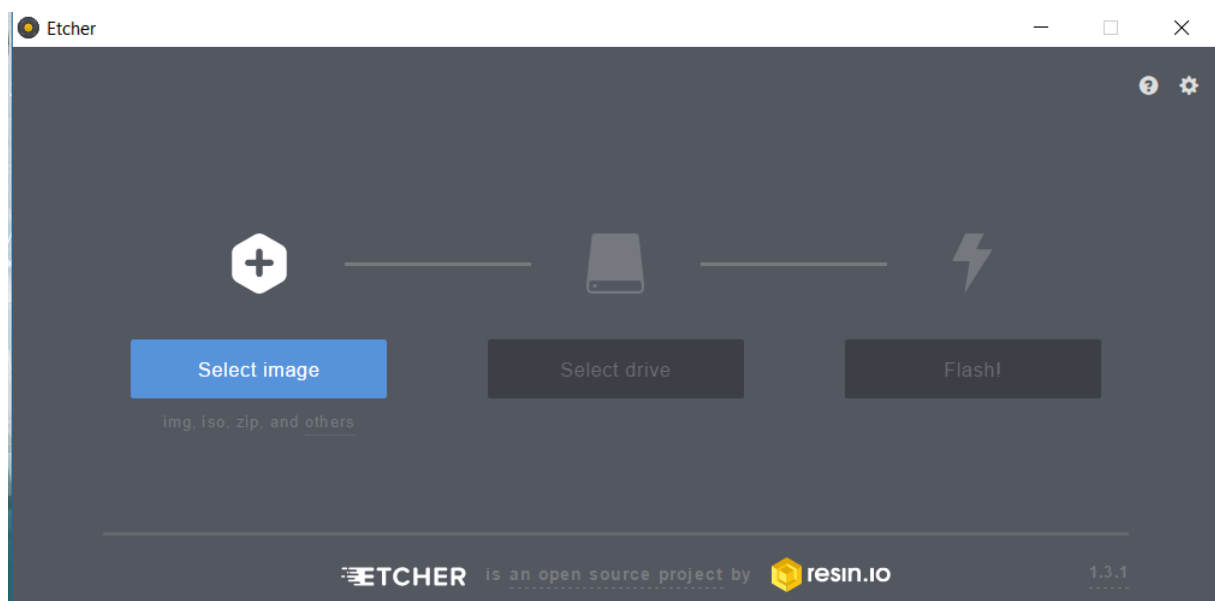 Etcher
Select image
Select drive
Flash!
img, iso, zip, and others
ETCHER is an open source project by resin.io
1.3.1